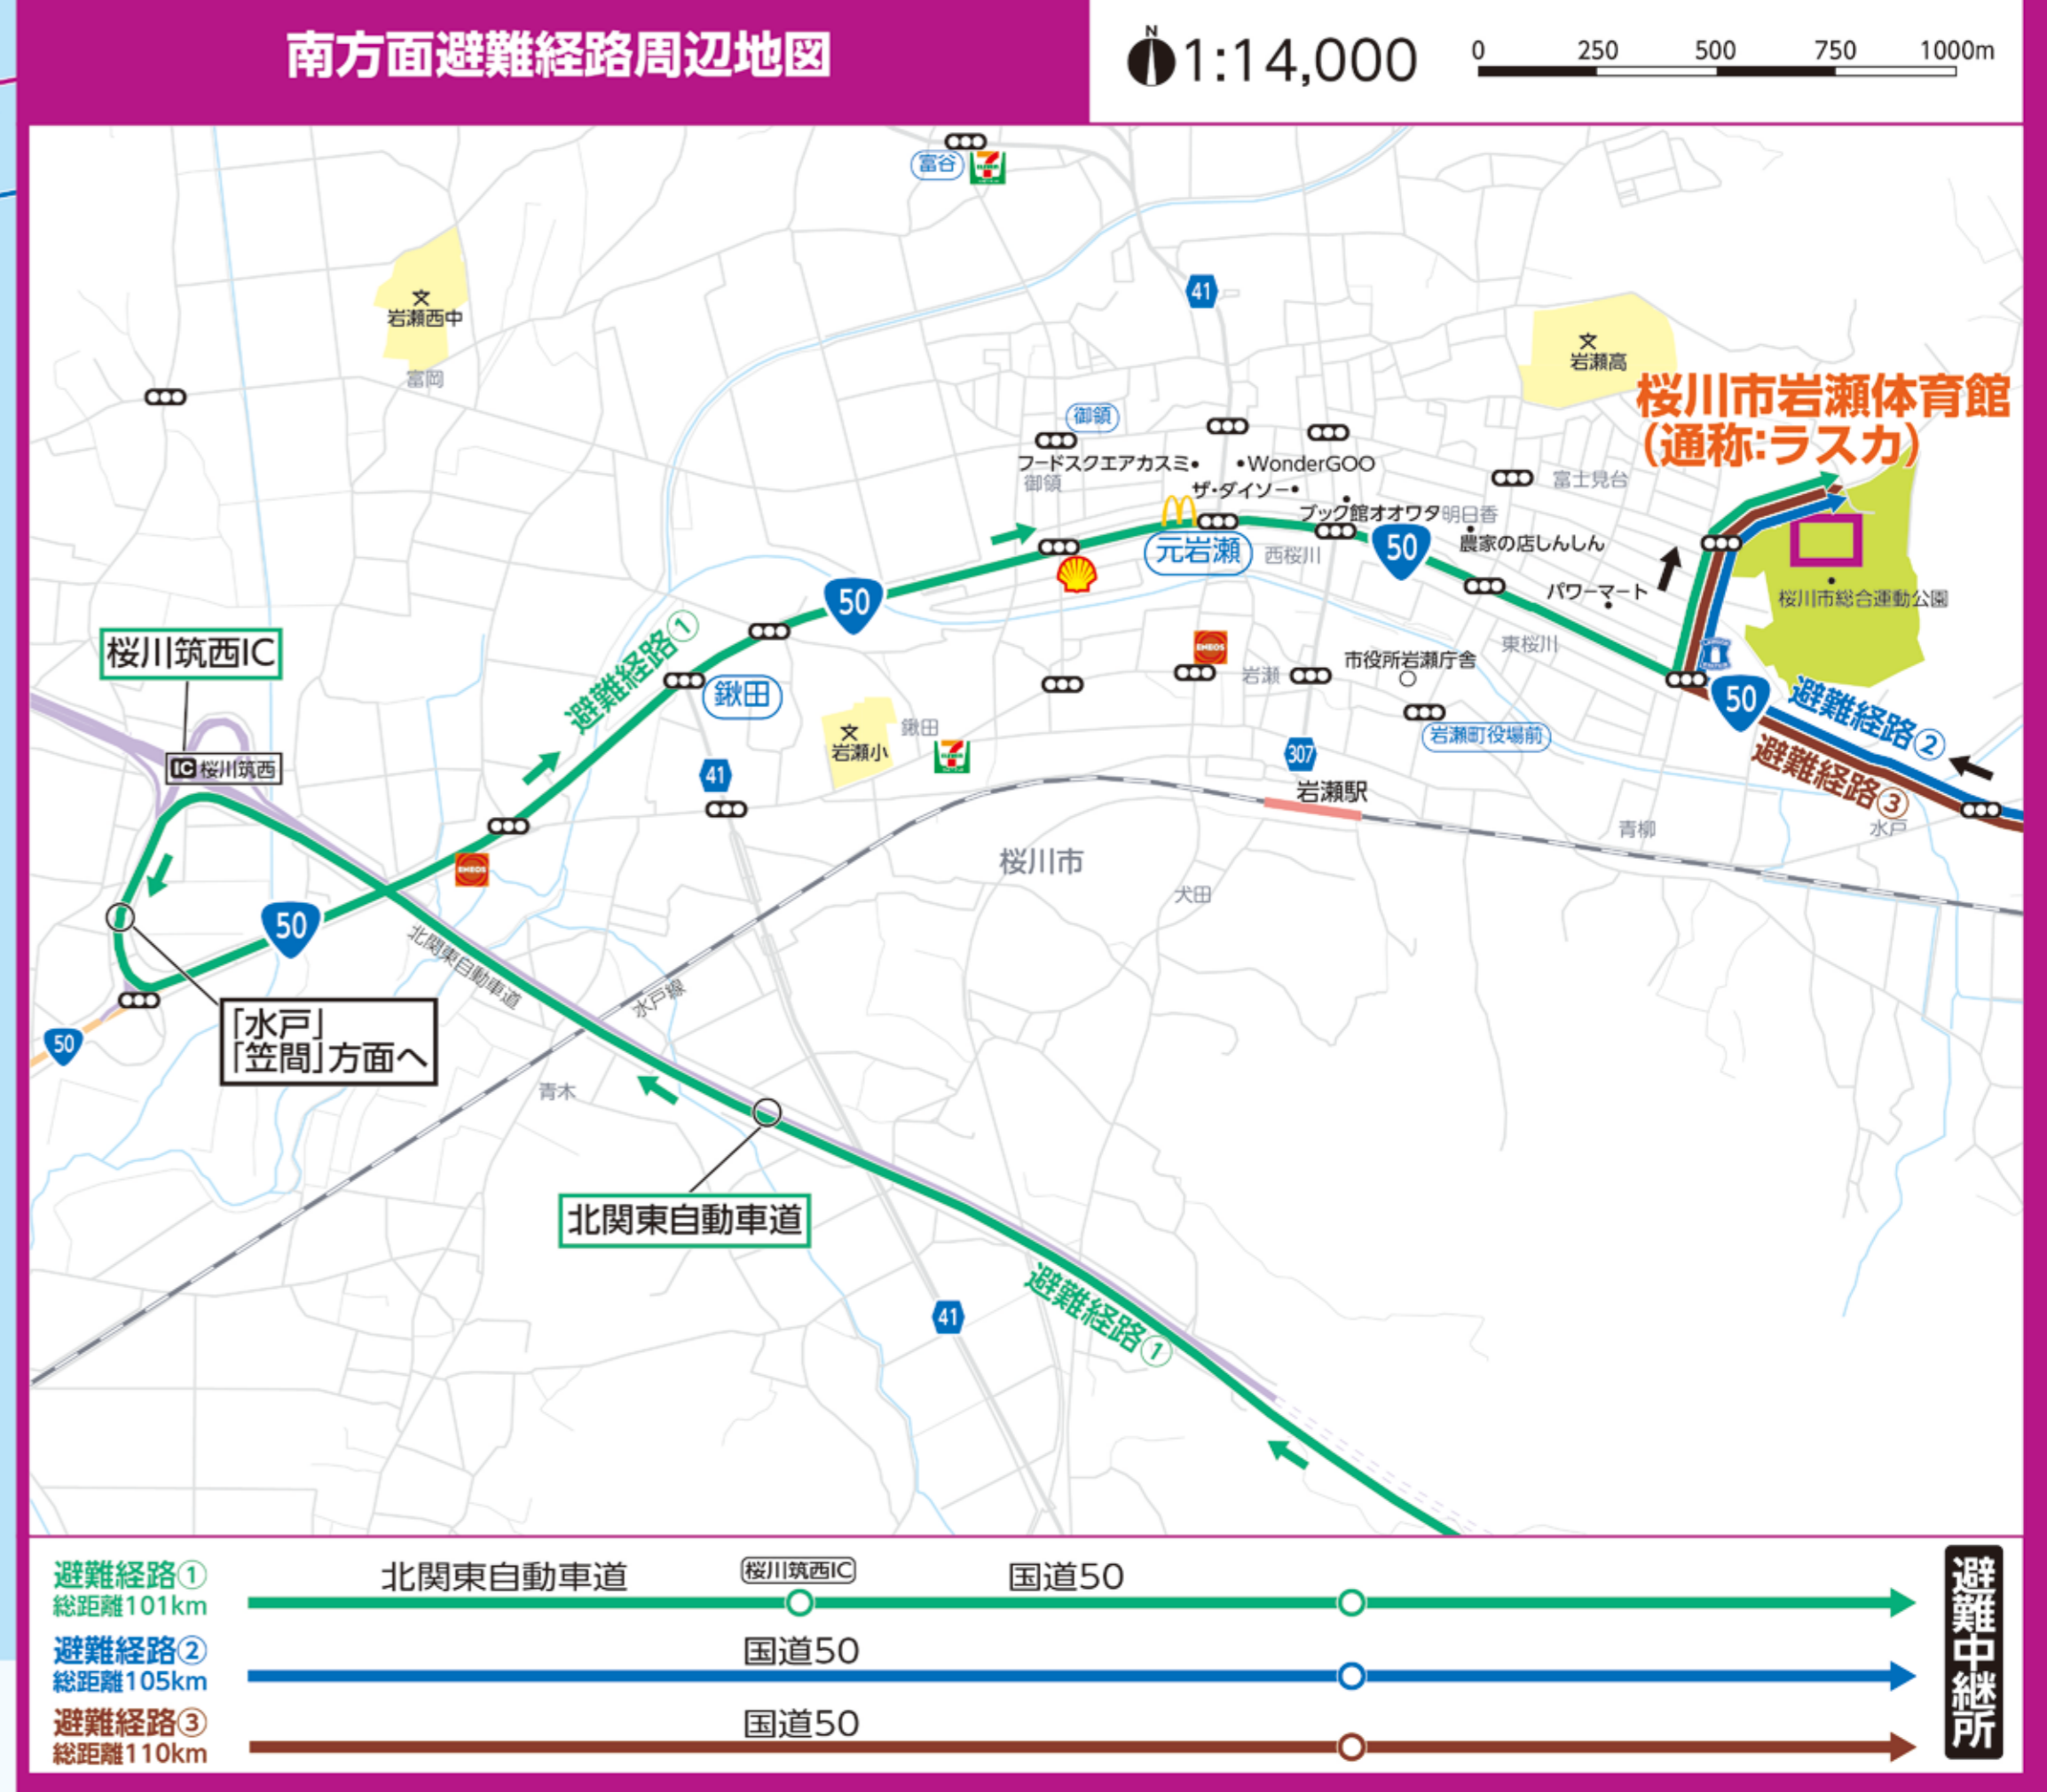 南方面避難経路周辺地図
N
1:14,000
0 250 500 750 1000m
富谷
41
文
岩瀬西中
富岡
文
岩瀬高
桜川市岩瀬体育館
(通称:ラスカ)
御領
フードスクエアカスミ
WonderGOO
御領
ザ・ダイソー
富士見台
ブック館オオワタ
明日香
元岩瀬
西桜川
50
農家の店しんしん
パワーマート
桜川市総合運動公園
50
避難経路①
桜川筑西IC
鍬田
ENEOS
岩瀬
市役所岩瀬庁舎
東桜川
50
避難経路②
避難経路③
岩瀬町役場前
文
岩瀬小
鍬田
IC 桜川筑西
41
307
岩瀬駅
青柳
水戸
ENEOS
桜川市
犬田
50
北関東自動車道
水戸線
「水戸」
「笠間」方面へ
50
青木
北関東自動車道
避難経路①
41
避難経路①
総距離101km
北関東自動車道
桜川筑西IC
国道50
避難経路②
総距離105km
国道50
避難経路③
総距離110km
国道50
避難中継所